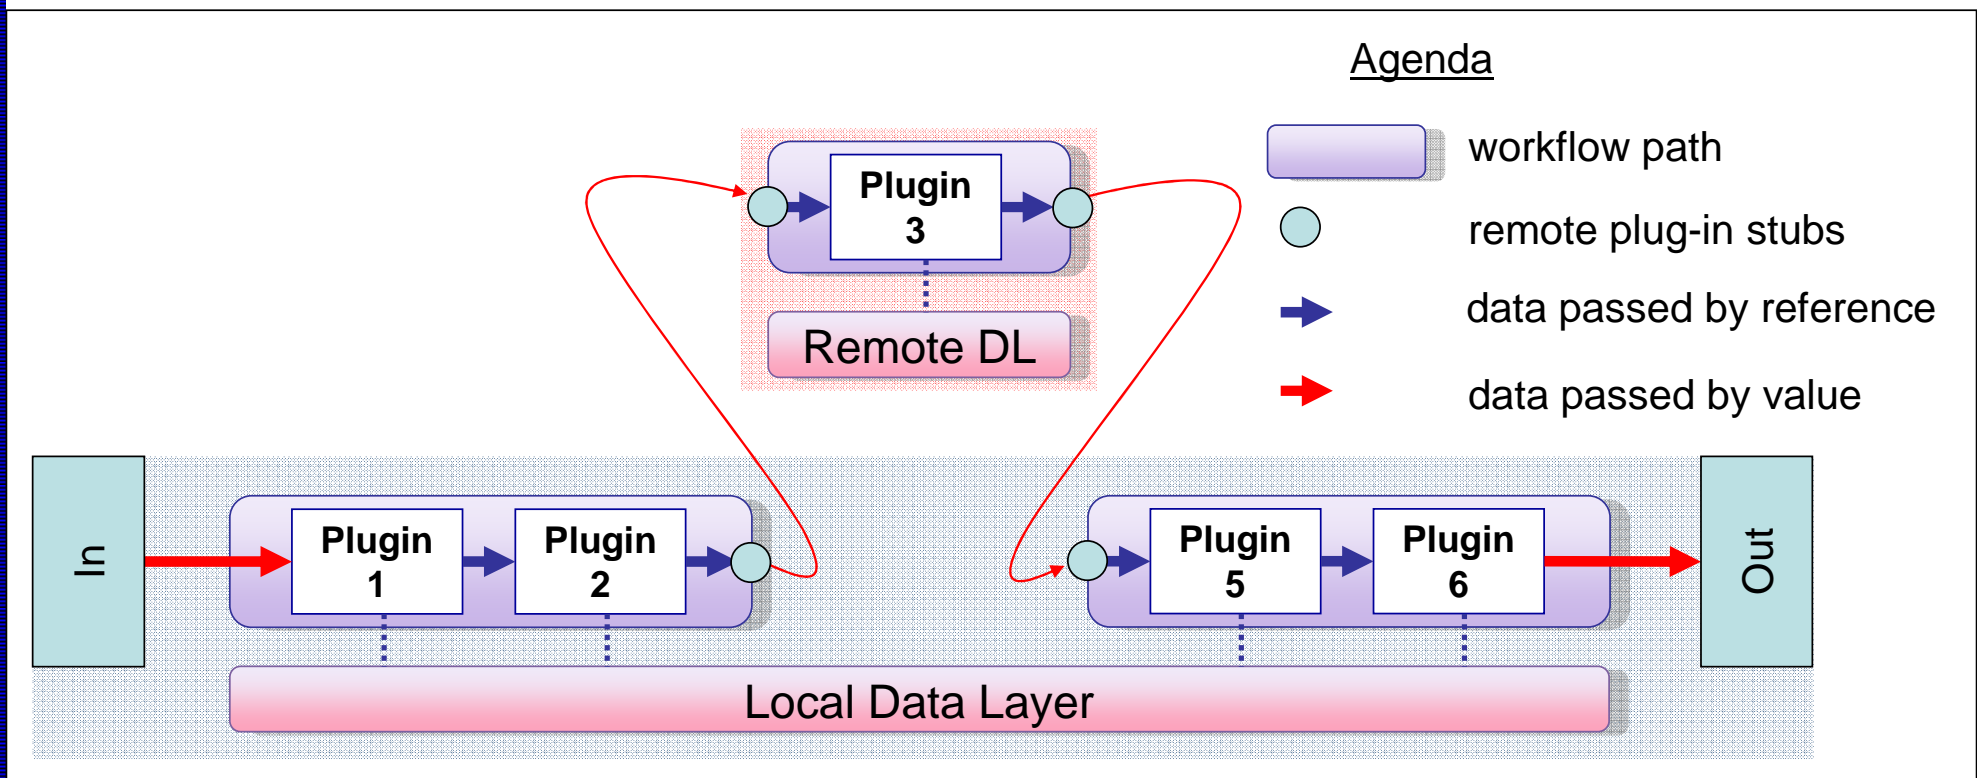 Agenda
workflow path
remote plug-in stubs
data passed by reference
data passed by value
Plugin
3
Remote DL
In
Plugin
1
Plugin
2
Plugin
5
Plugin
6
Out
Local Data Layer